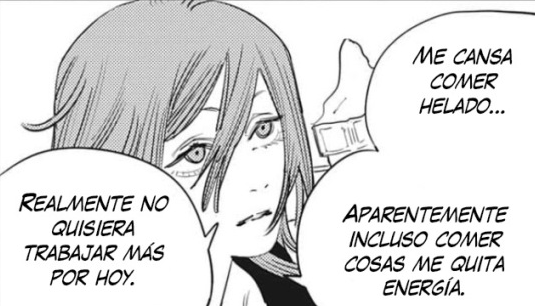 ME CANSA
COMER
HELADO...
APARENTEMENTE
INCLUSO COMER
COSAS ME QUITA
ENERGÍA.
REALMENTE NO
QUISIERA
TRABAJAR MÁS
POR HOY.